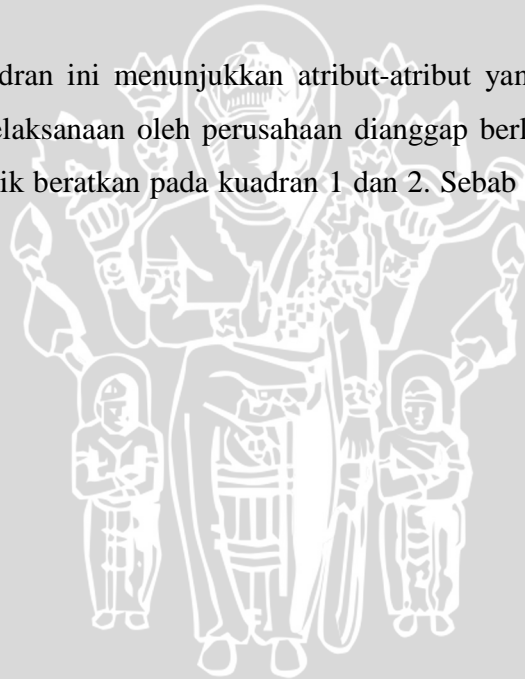 dran ini menunjukkan atribut-atribut yan
elaksanaan oleh perusahaan dianggap berl
ik beratkan pada kuadran 1 dan 2. Sebab